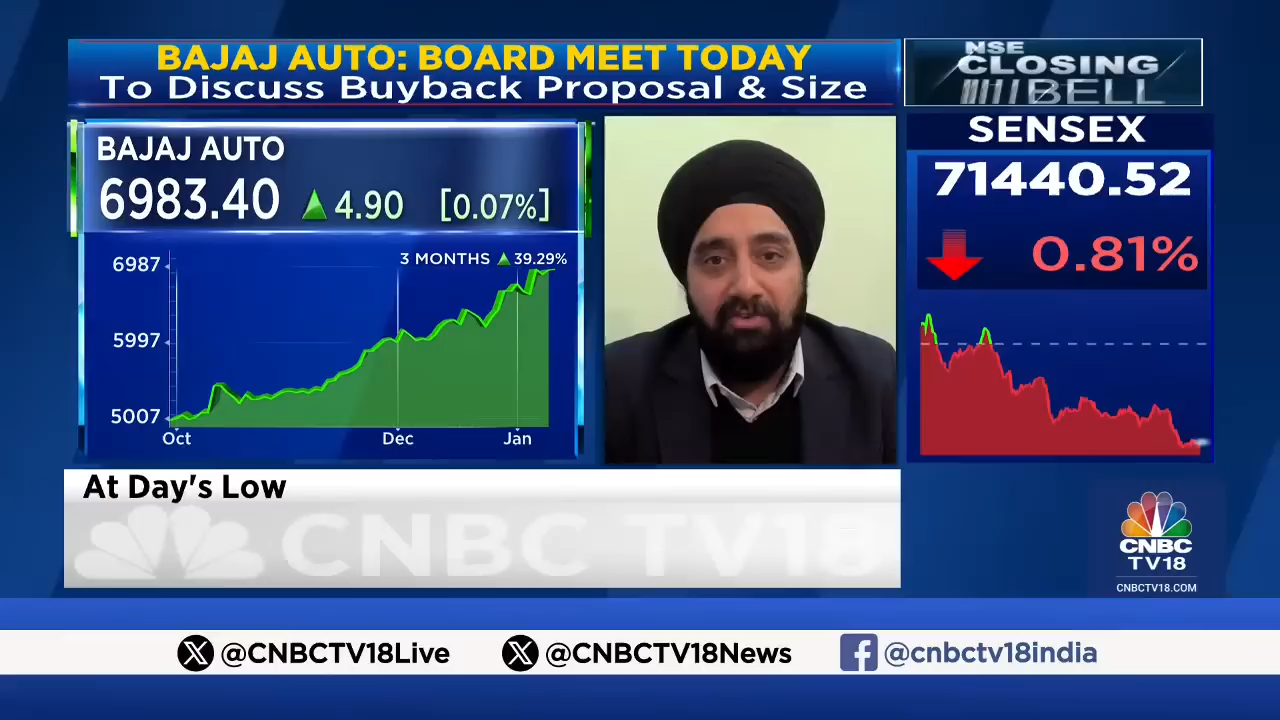 BAJAJ AUTO: BOARD MEET TODAY
To Discuss Buyback Proposal & Size
NSE
CLOSING
BELL
BAJAJ AUTO
6983.40 4.90 [0.07%]
3 MONTHS 39.29%
6987
5997
5007
Oct Dec Jan
SENSEX
71440.52
0.81%
At Day's Low
CNBC TV18
CNBC
TV18
CNBCTV18.COM
@CNBCTV18Live @CNBCTV18News @cnbctv18india